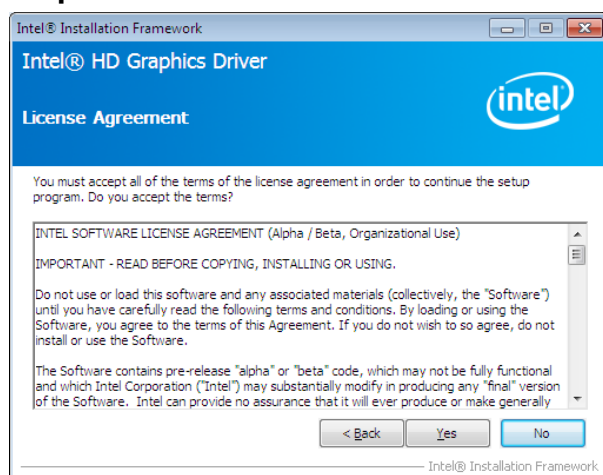 Intel® Installation Framework
Intel® HD Graphics Driver
intel
License Agreement
You must accept all of the terms of the license agreement in order to continue the setup
program. Do you accept the terms?
INTEL SOFTWARE LICENSE AGREEMENT (Alpha / Beta, Organizational Use)
IMPORTANT - READ BEFORE COPYING, INSTALLING OR USING.
Do not use or load this software and any associated materials (collectively, the "Software")
until you have carefully read the following terms and conditions. By loading or using the
Software, you agree to the terms of this Agreement. If you do not wish to so agree, do not
install or use the Software.
The Software contains pre-release "alpha" or "beta" code, which may not be fully functional
and which Intel Corporation ("Intel") may substantially modify in producing any "final" version
of the Software.  Intel can provide no assurance that it will ever produce or make generally
< Back
Yes
No
Intel® Installation Framework